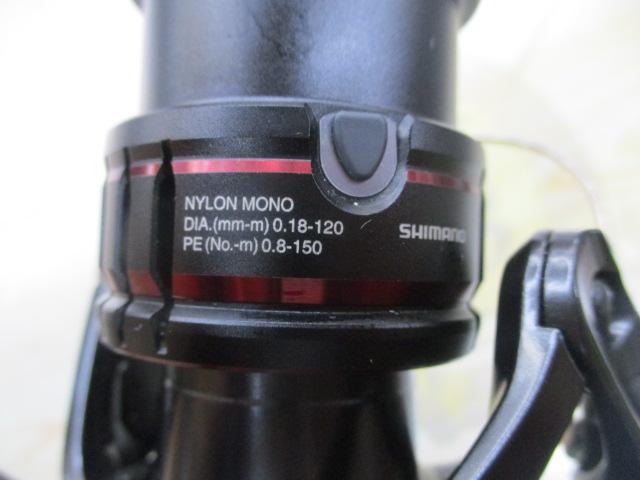 NYLON MONO
DIA.(mm-m) 0.18-120
PE (No.-m) 0.8-150
SHIMANO